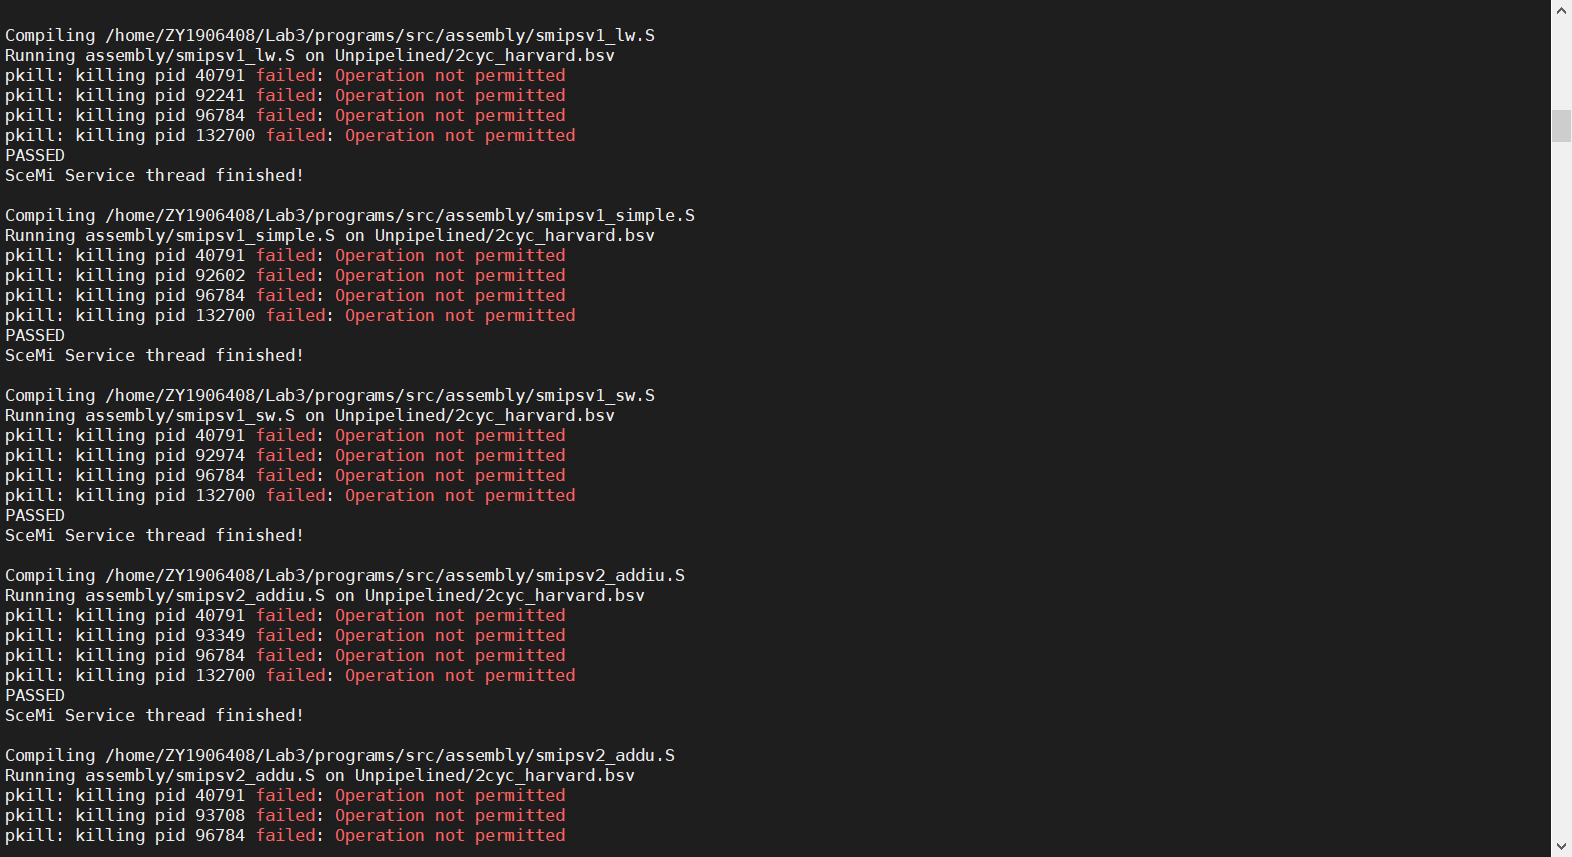 Compiling /home/ZY1906408/Lab3/programs/src/assembly/smipsv1_lw.S
Running assembly/smipsv1_lw.S on Unpipelined/2cyc_harvard.bsv
pkill: killing pid 40791 failed: Operation not permitted
pkill: killing pid 92241 failed: Operation not permitted
pkill: killing pid 96784 failed: Operation not permitted
pkill: killing pid 132700 failed: Operation not permitted
PASSED
SceMi Service thread finished!
Compiling /home/ZY1906408/Lab3/programs/src/assembly/smipsv1_simple.S
Running assembly/smipsv1_simple.S on Unpipelined/2cyc_harvard.bsv
pkill: killing pid 40791 failed: Operation not permitted
pkill: killing pid 92602 failed: Operation not permitted
pkill: killing pid 96784 failed: Operation not permitted
pkill: killing pid 132700 failed: Operation not permitted
PASSED
SceMi Service thread finished!
Compiling /home/ZY1906408/Lab3/programs/src/assembly/smipsv1_sw.S
Running assembly/smipsv1_sw.S on Unpipelined/2cyc_harvard.bsv
pkill: killing pid 40791 failed: Operation not permitted
pkill: killing pid 92974 failed: Operation not permitted
pkill: killing pid 96784 failed: Operation not permitted
pkill: killing pid 132700 failed: Operation not permitted
PASSED
SceMi Service thread finished!
Compiling /home/ZY1906408/Lab3/programs/src/assembly/smipsv2_addiu.S
Running assembly/smipsv2_addiu.S on Unpipelined/2cyc_harvard.bsv
pkill: killing pid 40791 failed: Operation not permitted
pkill: killing pid 93349 failed: Operation not permitted
pkill: killing pid 96784 failed: Operation not permitted
pkill: killing pid 132700 failed: Operation not permitted
PASSED
SceMi Service thread finished!
Compiling /home/ZY1906408/Lab3/programs/src/assembly/smipsv2_addu.S
Running assembly/smipsv2_addu.S on Unpipelined/2cyc_harvard.bsv
pkill: killing pid 40791 failed: Operation not permitted
pkill: killing pid 93708 failed: Operation not permitted
pkill: killing pid 96784 failed: Operation not permitted